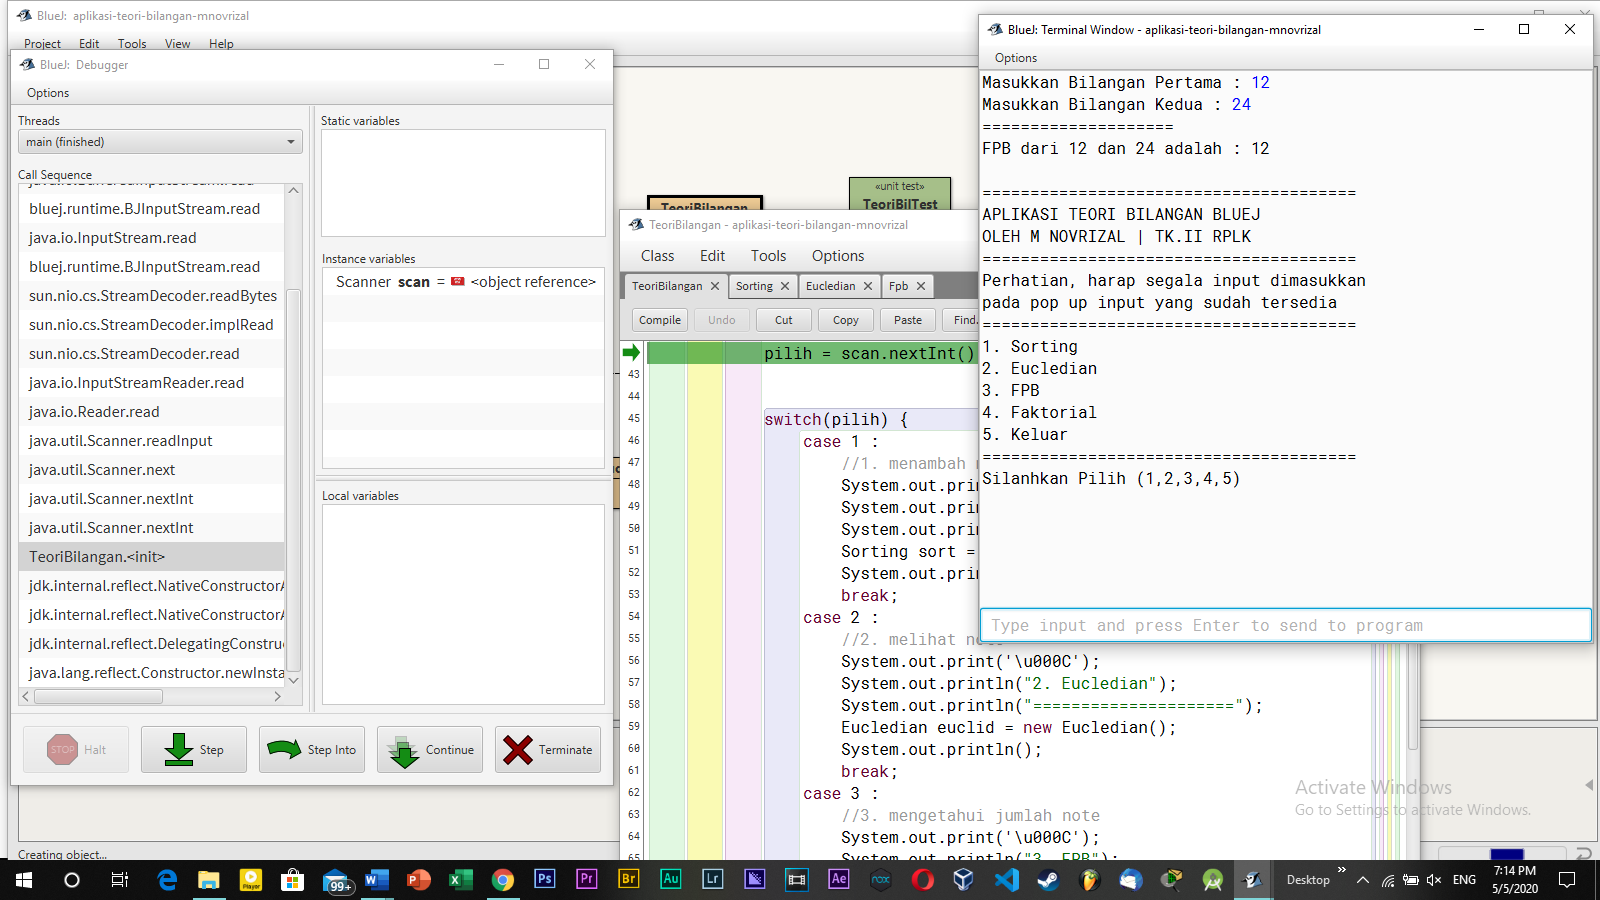 BlueJ: aplikasi-teori-bilangan-mnovrizal
Project Edit Tools View Help
BlueJ: Debugger
Options
Threads
main (finished)
Call Sequence
bluej.runtime.BJInputStream.read
java.io.InputStream.read
bluej.runtime.BJInputStream.read
sun.nio.cs.StreamDecoder.readBytes
sun.nio.cs.StreamDecoder.implRead
sun.nio.cs.StreamDecoder.read
java.io.InputStreamReader.read
java.io.Reader.read
java.util.Scanner.readInput
java.util.Scanner.next
java.util.Scanner.nextInt
java.util.Scanner.nextInt
TeoriBilangan.<init>
jdk.internal.reflect.NativeConstructorA
jdk.internal.reflect.NativeConstructorA
jdk.internal.reflect.DelegatingConstru
java.lang.reflect.Constructor.newInsta
Static variables
Instance variables
Scanner scan = <object reference>
Local variables
STOP Halt
Step
Step Into
Continue
Terminate
Creating object...
TeoriBilangan
«unit test»
TeoriBilTest
TeoriBilangan - aplikasi-teori-bilangan-mnovrizal
Class Edit Tools Options
TeoriBilangan Sorting Eucledian Fpb
Compile Undo Cut Copy Paste Find.
pilih = scan.nextInt()
43
44
45 switch(pilih) {
46 case 1 :
47 //1. menambah
48 System.out.prin
49 System.out.prin
50 System.out.prin
51 Sorting sort =
52 System.out.prin
53 break;
54 case 2 :
55 //2. melihat note
56 System.out.print('\u000C');
57 System.out.println("2. Eucledian");
58 System.out.println("=====================");
59 Eucledian euclid = new Eucledian();
60 System.out.println();
61 break;
62 case 3 :
63 //3. mengetahui jumlah note
64 System.out.print('\u000C');
65 System.out.println("3. FPB");
BlueJ: Terminal Window - aplikasi-teori-bilangan-mnovrizal
Options
Masukkan Bilangan Pertama : 12
Masukkan Bilangan Kedua : 24
====================
FPB dari 12 dan 24 adalah : 12
=======================================
APLIKASI TEORI BILANGAN BLUEJ
OLEH M NOVRIZAL | TK.II RPLK
=======================================
Perhatian, harap segala input dimasukkan
pada pop up input yang sudah tersedia
=======================================
1. Sorting
2. Eucledian
3. FPB
4. Faktorial
5. Keluar
=======================================
Silanhkan Pilih (1,2,3,4,5)
Type input and press Enter to send to program
Activate Windows
Go to Settings to activate Windows.
Player
99+
Ps Pr Br Au Lr Ae nox
Desktop
ENG
7:14 PM
5/5/2020